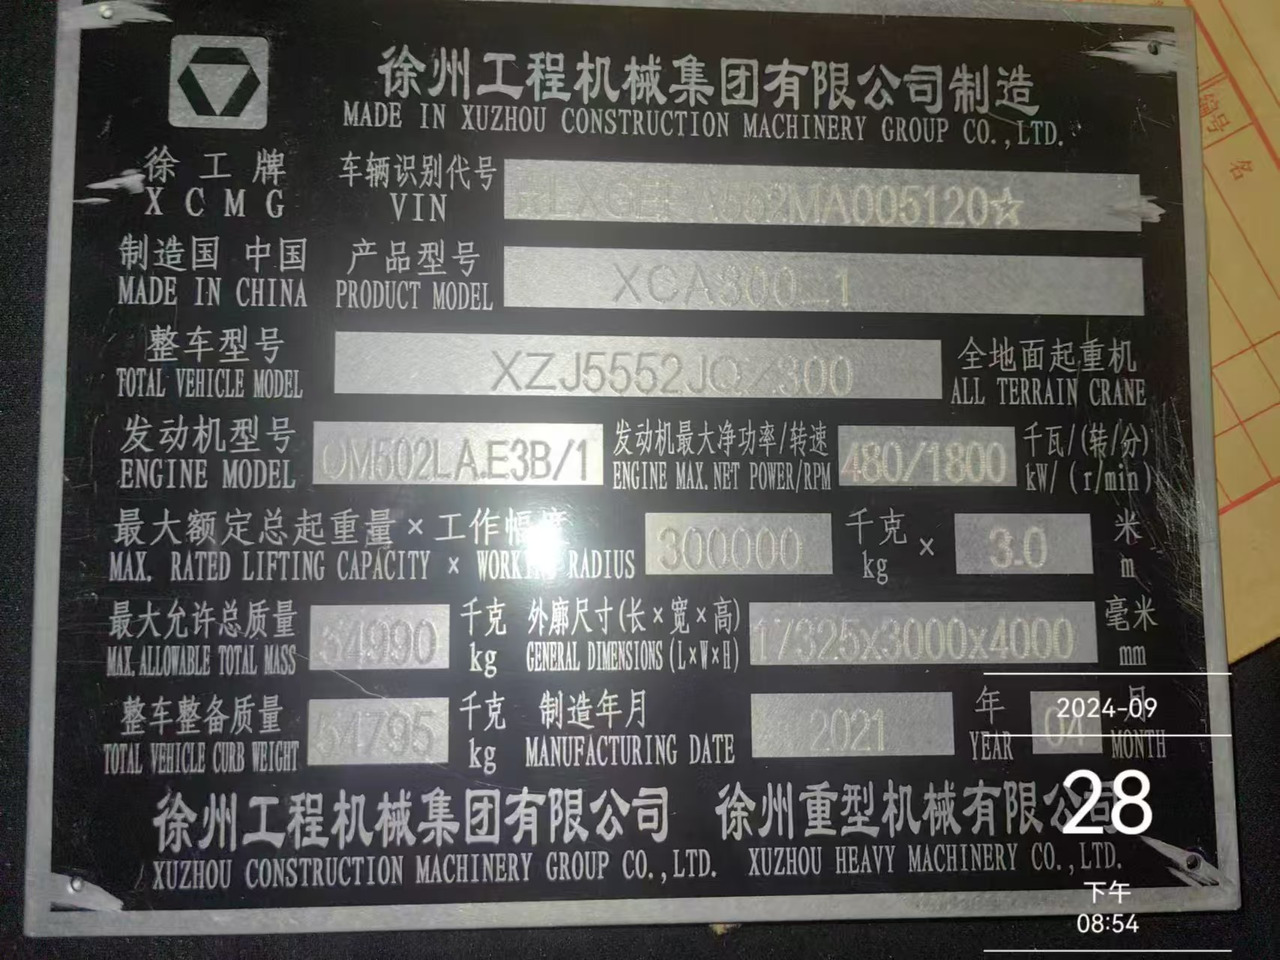 徐州工程机械集团有限公司制造
MADE IN XUZHOU CONSTRUCTION MACHINERY GROUP CO.,LTD.
徐工牌 车辆识别代号
XCMG VIN 552MA005120☆
制造国 中国 产品型号
MADE IN CHINA PRODUCT MODEL XCA300_1
整车型号 XZJ5552JQZ300 全地面起重机
TOTAL VEHICLE MODEL ALL TERRAIN CRANE
发动机型号 OM502LA.E3B/1 发动机最大净功率/转速 480/1800 千瓦/(转/分)
ENGINE MODEL ENGINE MAX.NET POWER/RPM kW/(r/min)
最大额定总起重量×工作幅度 300000 千克 × 3.0 米
MAX. RATED LIFTING CAPACITY × WORKING RADIUS kg m
最大允许总质量 54990 千克 外廓尺寸(长×宽×高) 17325x3000x4000 毫米
MAX.ALLOWABLE TOTAL MASS kg GENERAL DIMENSIONS(L×W×H) mm
整车整备质量 54795 千克 制造年月 2021 年 04 月
TOTAL VEHICLE CURB WEIGHT kg MANUFACTURING DATE YEAR MONTH
徐州工程机械集团有限公司 徐州重型机械有限公司
XUZHOU CONSTRUCTION MACHINERY GROUP CO.,LTD. XUZHOU HEAVY MACHINERY CO.,LTD.
2024-09
28
下午
08:54
编号
名